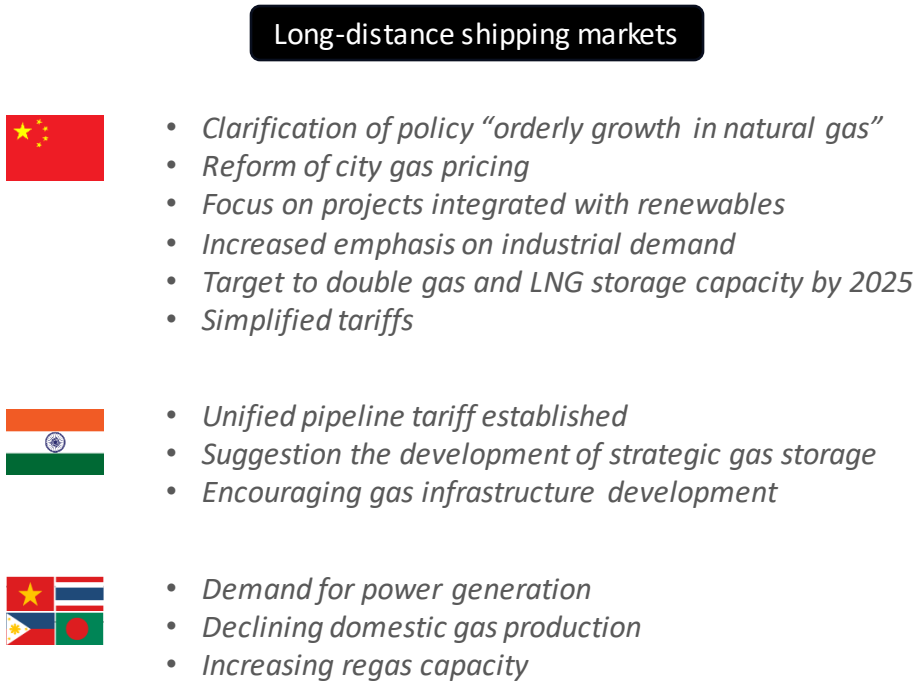 Long-distance shipping markets
• Clarification of policy “orderly growth in natural gas”
• Reform of city gas pricing
• Focus on projects integrated with renewables
• Increased emphasis on industrial demand
• Target to double gas and LNG storage capacity by 2025
• Simplified tariffs
• Unified pipeline tariff established
• Suggestion the development of strategic gas storage
• Encouraging gas infrastructure development
• Demand for power generation
• Declining domestic gas production
• Increasing regas capacity